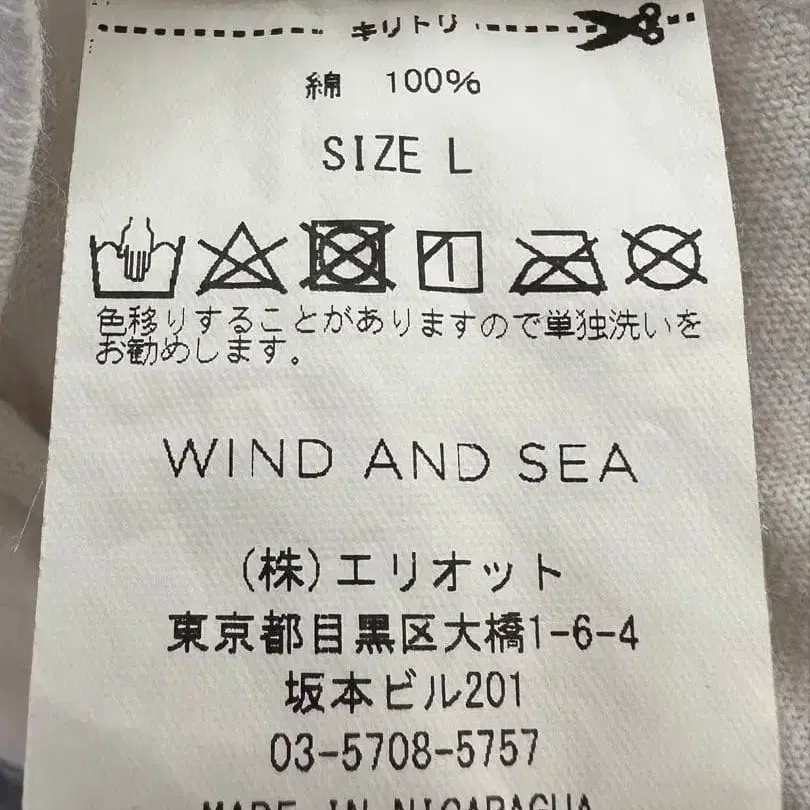 キリトリ
綿 100%
SIZE L
色移りすることがありますので単独洗いを
お勧めします。
WIND AND SEA
(株)エリオット
東京都目黒区大橋1-6-4
坂本ビル201
03-5708-5757
MADE IN NICARAGUA